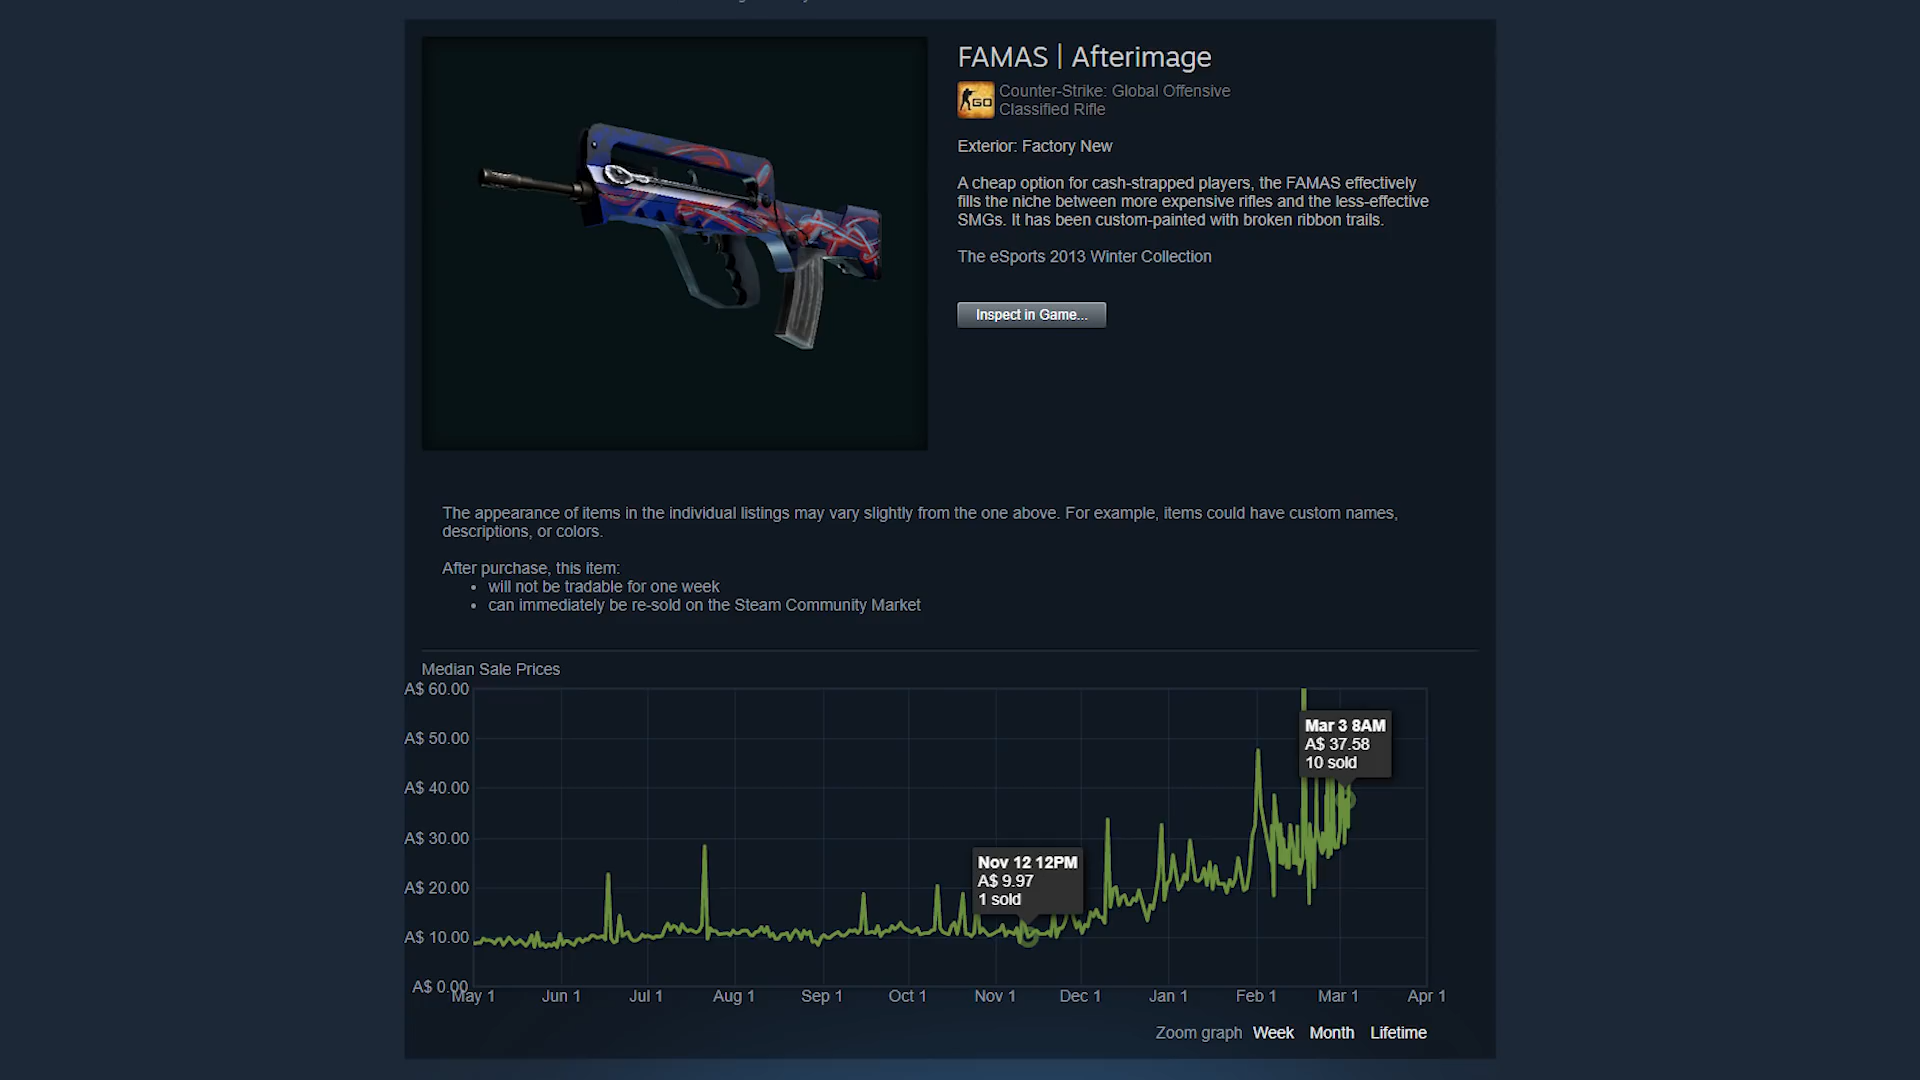 FAMAS | Afterimage
GO
Counter-Strike: Global Offensive
Classified Rifle
Exterior: Factory New
A cheap option for cash-strapped players, the FAMAS effectively
fills the niche between more expensive rifles and the less-effective
SMGs. It has been custom-painted with broken ribbon trails.
The eSports 2013 Winter Collection
Inspect in Game...
The appearance of items in the individual listings may vary slightly from the one above. For example, items could have custom names,
descriptions, or colors.
After purchase, this item:
• will not be tradable for one week
• can immediately be re-sold on the Steam Community Market
Median Sale Prices
A$ 60.00
A$ 50.00
A$ 40.00
A$ 30.00
A$ 20.00
A$ 10.00
A$ 0.00
Mar 3 8AM
A$ 37.58
10 sold
Nov 12 12PM
A$ 9.97
1 sold
May 1 Jun 1 Jul 1 Aug 1 Sep 1 Oct 1 Nov 1 Dec 1 Jan 1 Feb 1 Mar 1 Apr 1
Zoom graph Week Month Lifetime